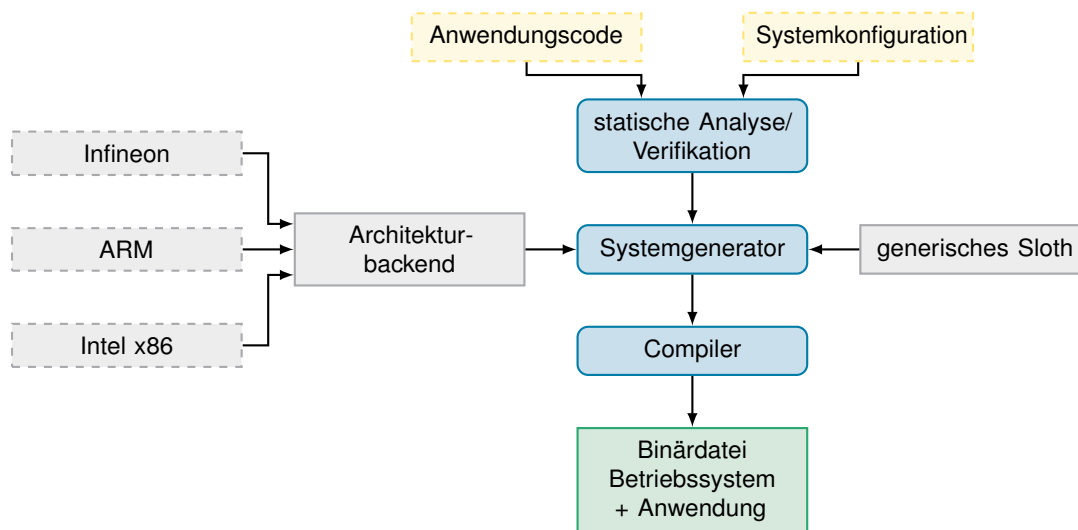 Anwendungscode
Systemkonfiguration
statische Analyse/
Verifikation
Infineon
ARM
Intel x86
Architektur-
backend
Systemgenerator
generisches Sloth
Compiler
Binärdatei
Betriebssystem
+ Anwendung